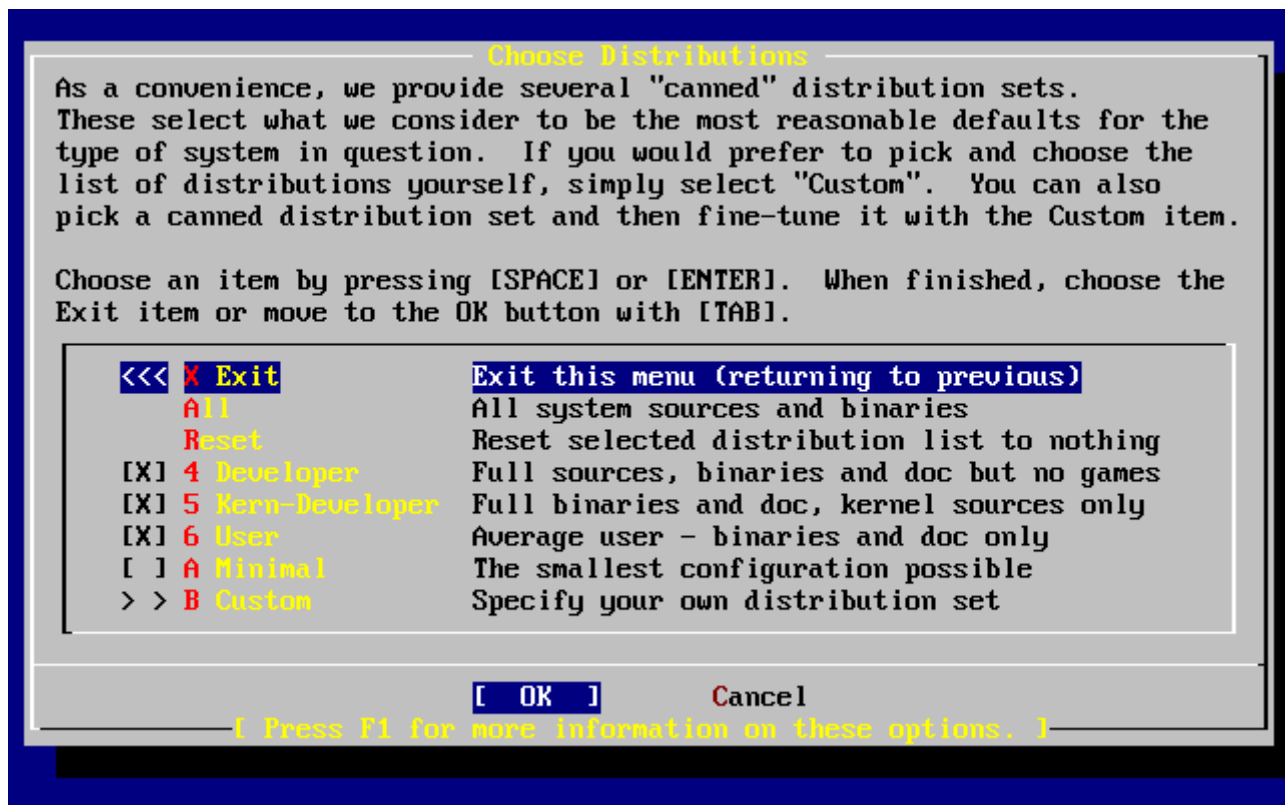 Choose Distributions
As a convenience, we provide several "canned" distribution sets.
These select what we consider to be the most reasonable defaults for the
type of system in question.  If you would prefer to pick and choose the
list of distributions yourself, simply select "Custom".  You can also
pick a canned distribution set and then fine-tune it with the Custom item.
Choose an item by pressing [SPACE] or [ENTER].  When finished, choose the
Exit item or move to the OK button with [TAB].
<<< X Exit Exit this menu (returning to previous)
All All system sources and binaries
Reset Reset selected distribution list to nothing
[X] 4 Developer Full sources, binaries and doc but no games
[X] 5 Kern-Developer Full binaries and doc, kernel sources only
[X] 6 User Average user - binaries and doc only
[ ] A Minimal The smallest configuration possible
> > B Custom Specify your own distribution set
[ OK ] Cancel
[ Press F1 for more information on these options. ]